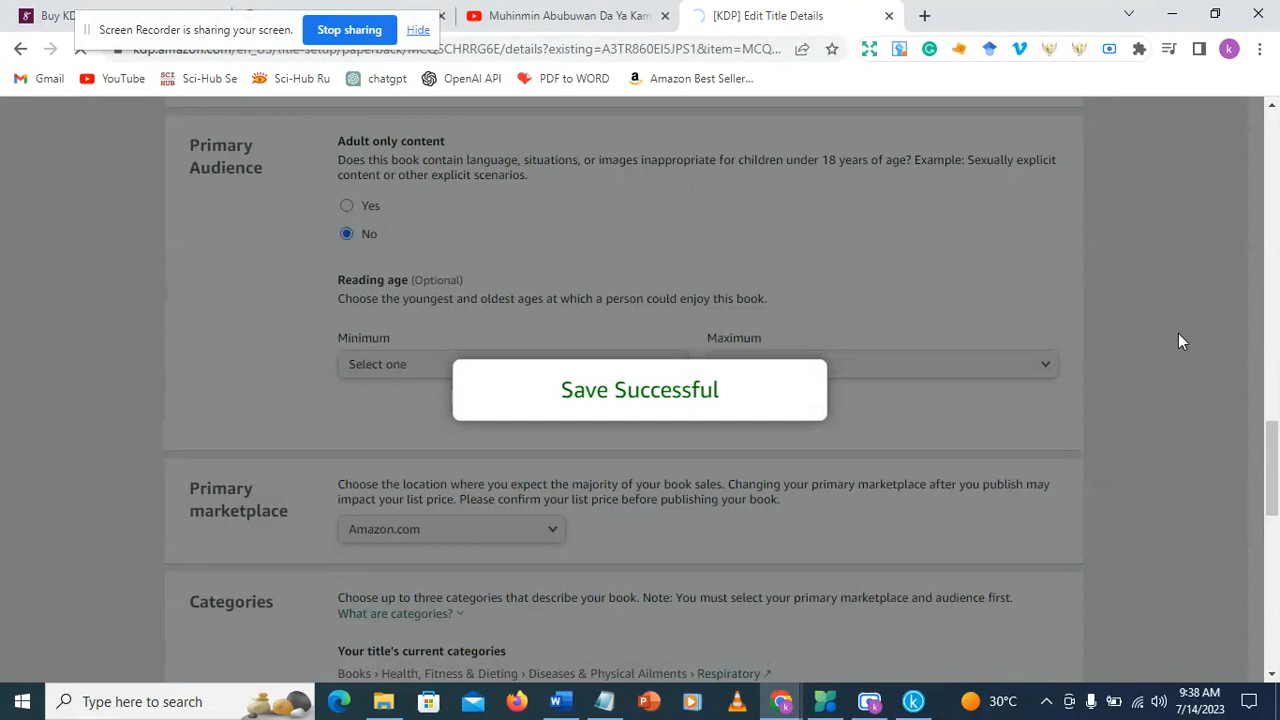 Buy KD
Muhinmin Abubuwan Da Ya Kam
[KDP] Edit Title Details
Screen Recorder is sharing your screen.
Stop sharing
Hide
Gmail
YouTube
Sci-Hub Se
Sci-Hub Ru
chatgpt
OpenAI API
PDF to WORD
Amazon Best Seller...
Primary
Audience
Adult only content
Does this book contain language, situations, or images inappropriate for children under 18 years of age? Example: Sexually explicit
content or other explicit scenarios.
Yes
No
Reading age (Optional)
Choose the youngest and oldest ages at which a person could enjoy this book.
Minimum
Maximum
Select one
Save Successful
Primary
marketplace
Choose the location where you expect the majority of your book sales. Changing your primary marketplace after you publish may
impact your list price. Please confirm your list price before publishing your book.
Amazon.com
Categories
Choose up to three categories that describe your book. Note: You must select your primary marketplace and audience first.
What are categories?
Your title's current categories
Books › Health, Fitness & Dieting › Diseases & Physical Ailments › Respiratory
Type here to search
30°C
9:38 AM
7/14/2023